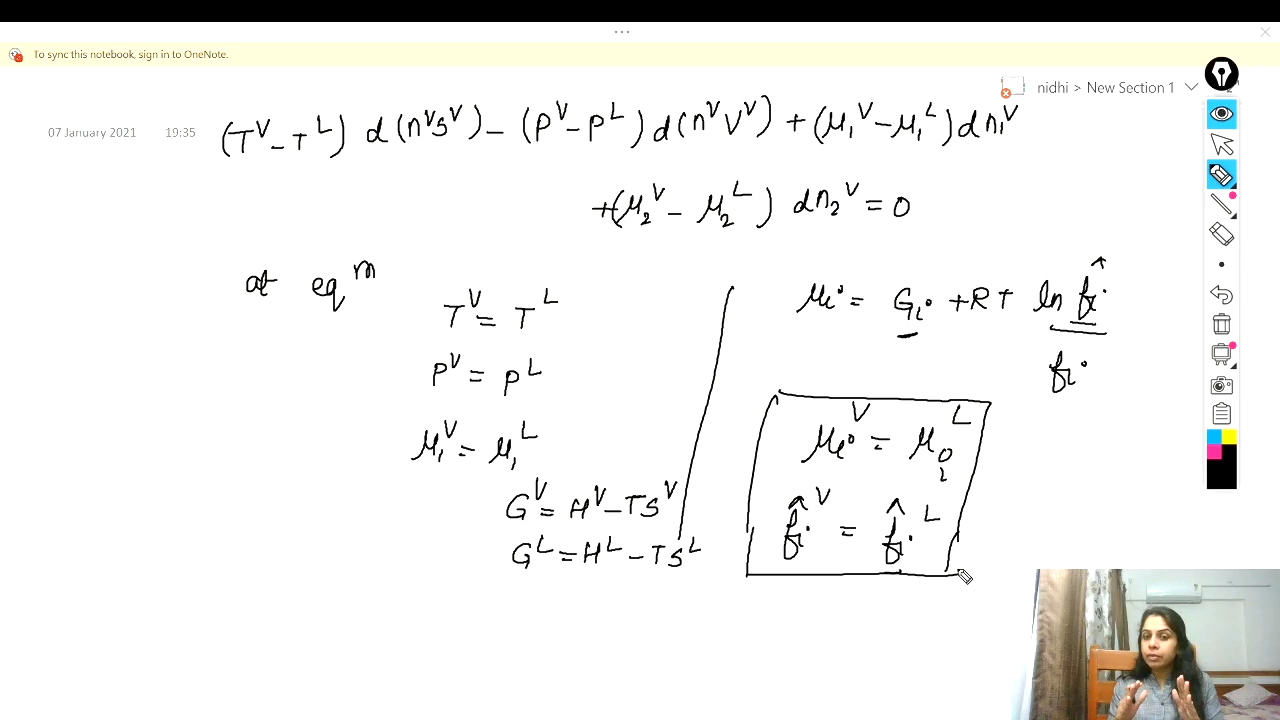 To sync this notebook, sign in to OneNote.
nidhi > New Section 1
07 January 2021 19:35
(T^V - T^L) d(n^V S^V) - (P^V - P^L) d(n^V V^V) + (μ₁^V - μ₁^L) dn₁^V
+(μ₂^V - μ₂^L) dn₂^V = 0
at eq^m
T^V = T^L
P^V = P^L
μ₁^V = μ₁^L
G^V = H^V - TS^V
G^L = H^L - TS^L
μi = Gi + RT ln f̂i
fi
μi^V = μi^L
f̂i^V = f̂i^L